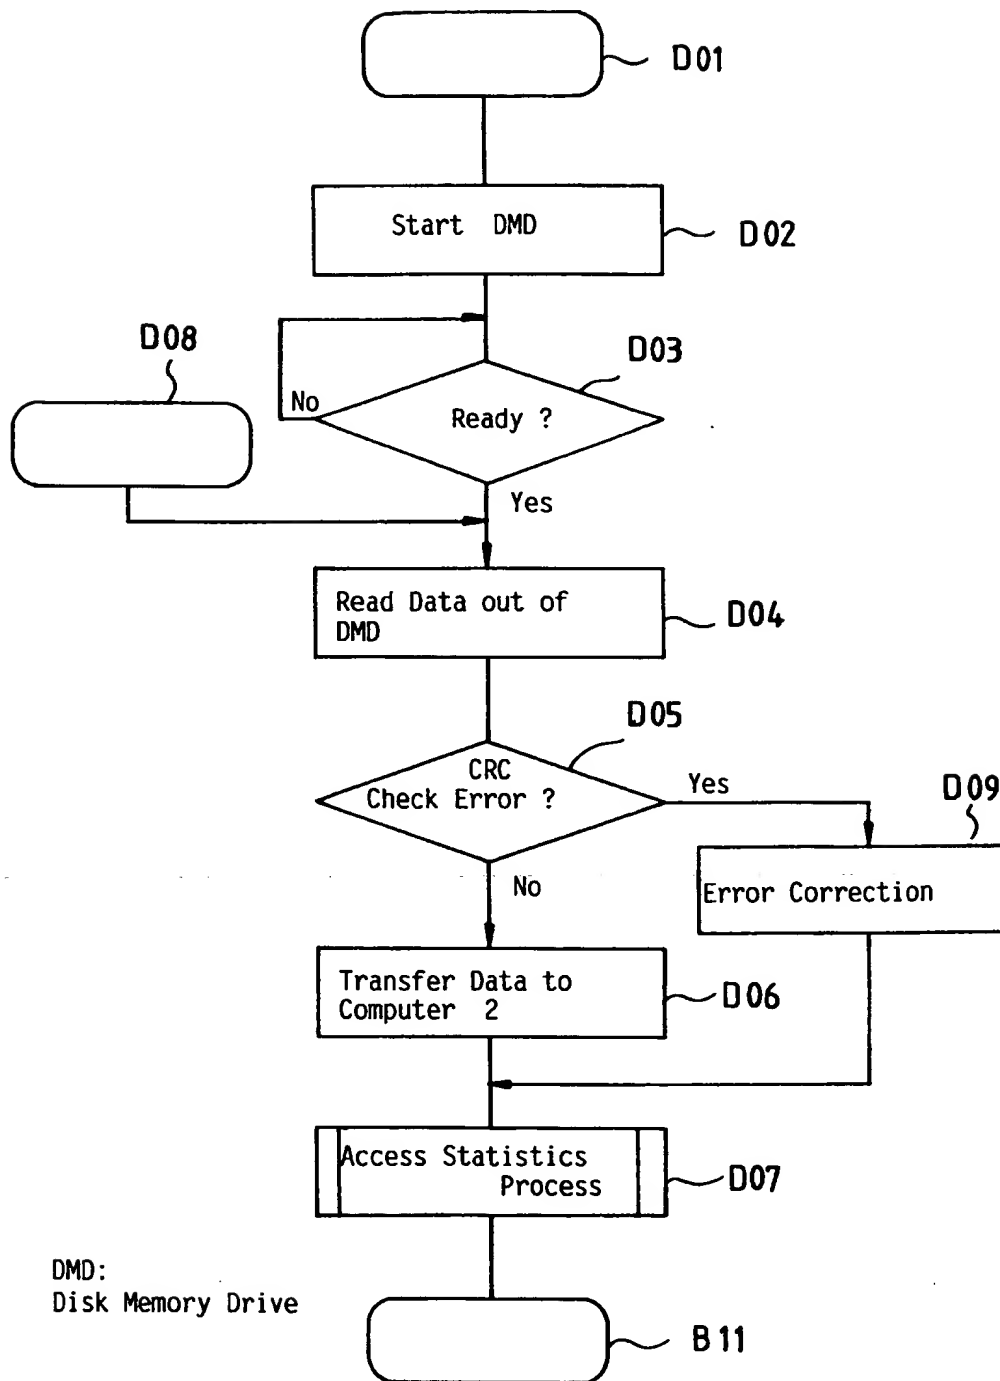 D01
Start DMD
D02
D08
D03
No
Ready ?
Yes
Read Data out of
DMD
D04
D05
CRC
Check Error ?
Yes
D09
No
Error Correction
Transfer Data to
Computer 2
D06
Access Statistics
Process
D07
DMD:
Disk Memory Drive
B11